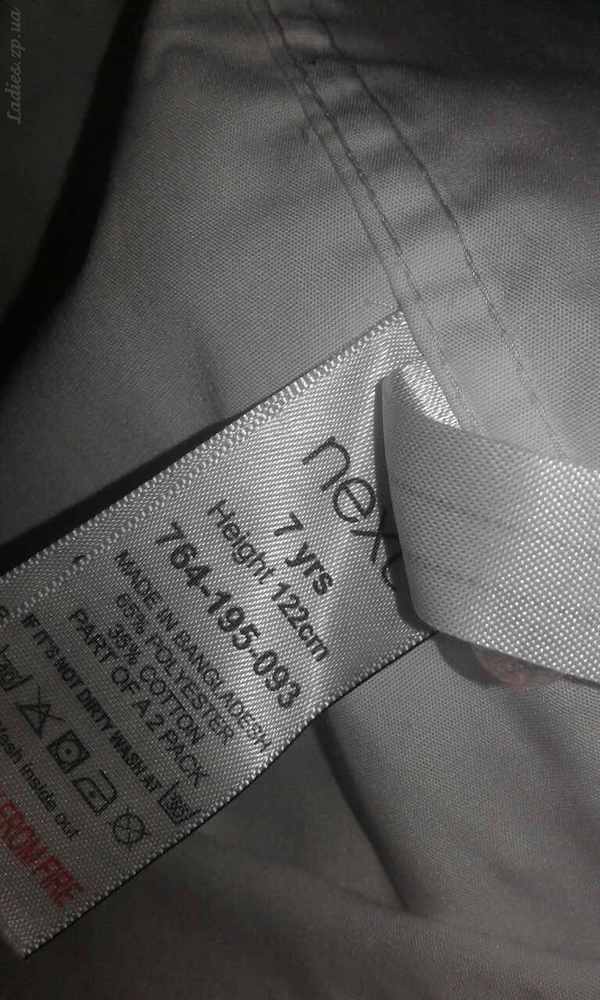 Ladies.zp.ua
next
7 yrs
Height 122cm
764-195-093
MADE IN BANGLADESH
65% POLYESTER
35% COTTON
PART OF A 2 PACK
IF IT'S NOT DIRTY WASH AT
Wash inside out
FROM FIRE